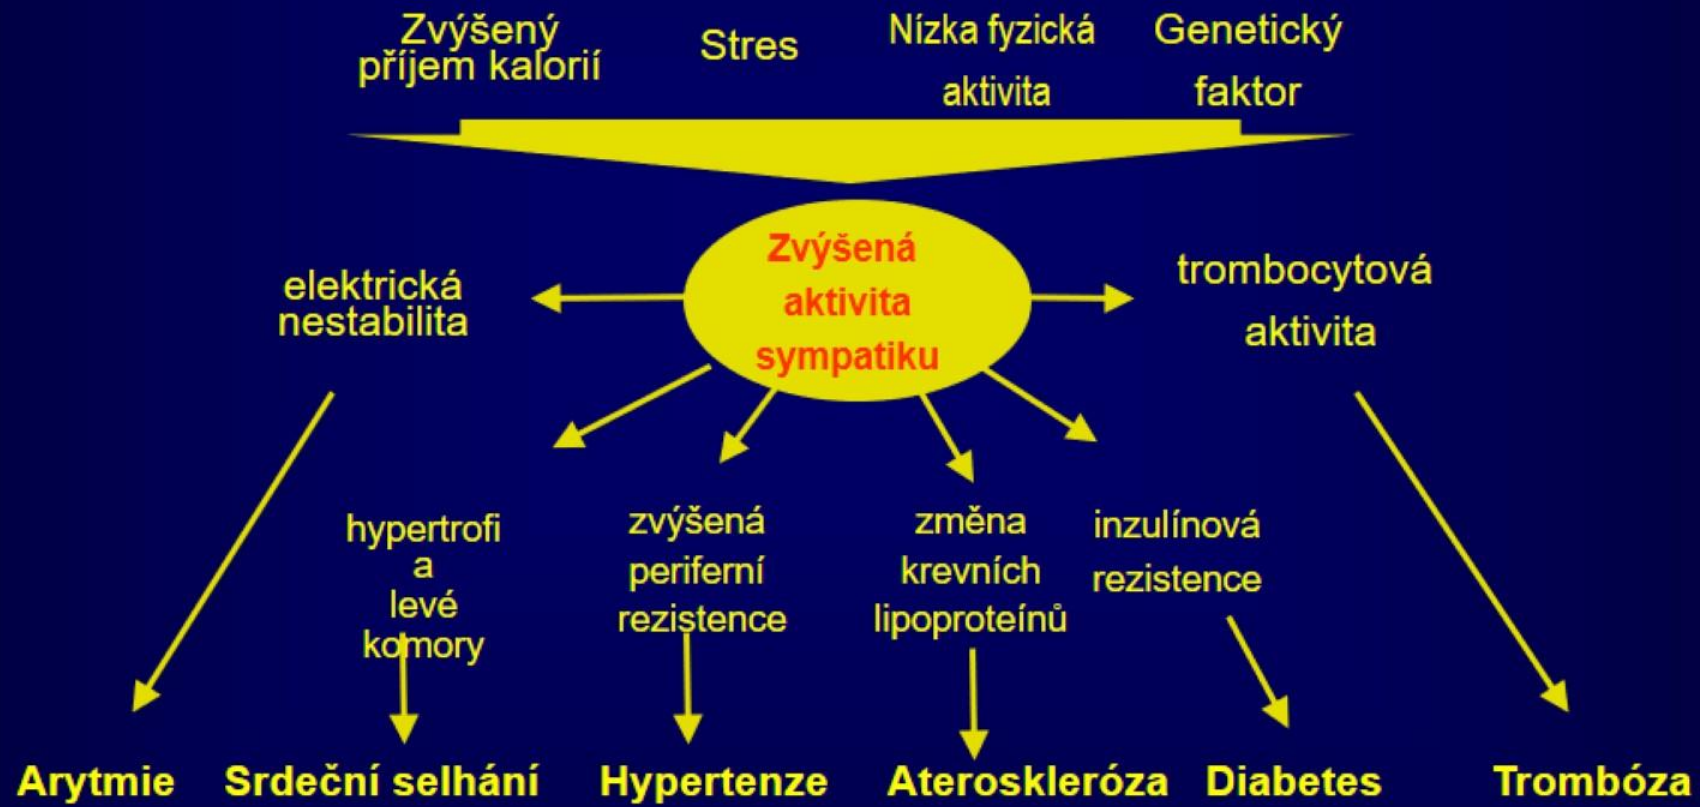 Zvýšený
příjem kalorií
Stres
Nízka fyzická
aktivita
Genetický
faktor
Zvýšená
aktivita
sympatiku
elektrická
nestabilita
trombocytová
aktivita
hypertrofi
a
levé
komory
zvýšená
periferní
rezistence
změna
krevních
lipoproteínů
inzulínová
rezistence
Arytmie
Srdeční selhání
Hypertenze
Ateroskleróza
Diabetes
Trombóza